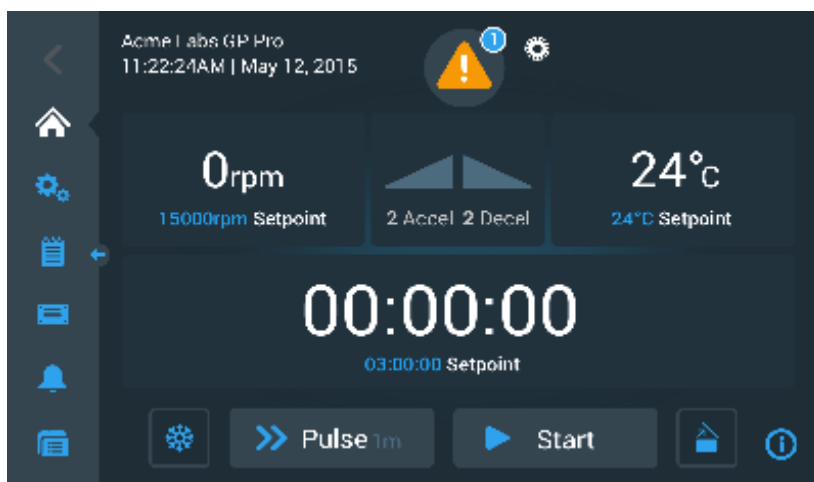 Acme Labs GP Pro
11:22:24AM | May 12, 2015
1
0rpm
15000rpm Setpoint
2 Accel 2 Decel
24°C
24°C Setpoint
00:00:00
03:00:00 Setpoint
Pulse 1m
Start